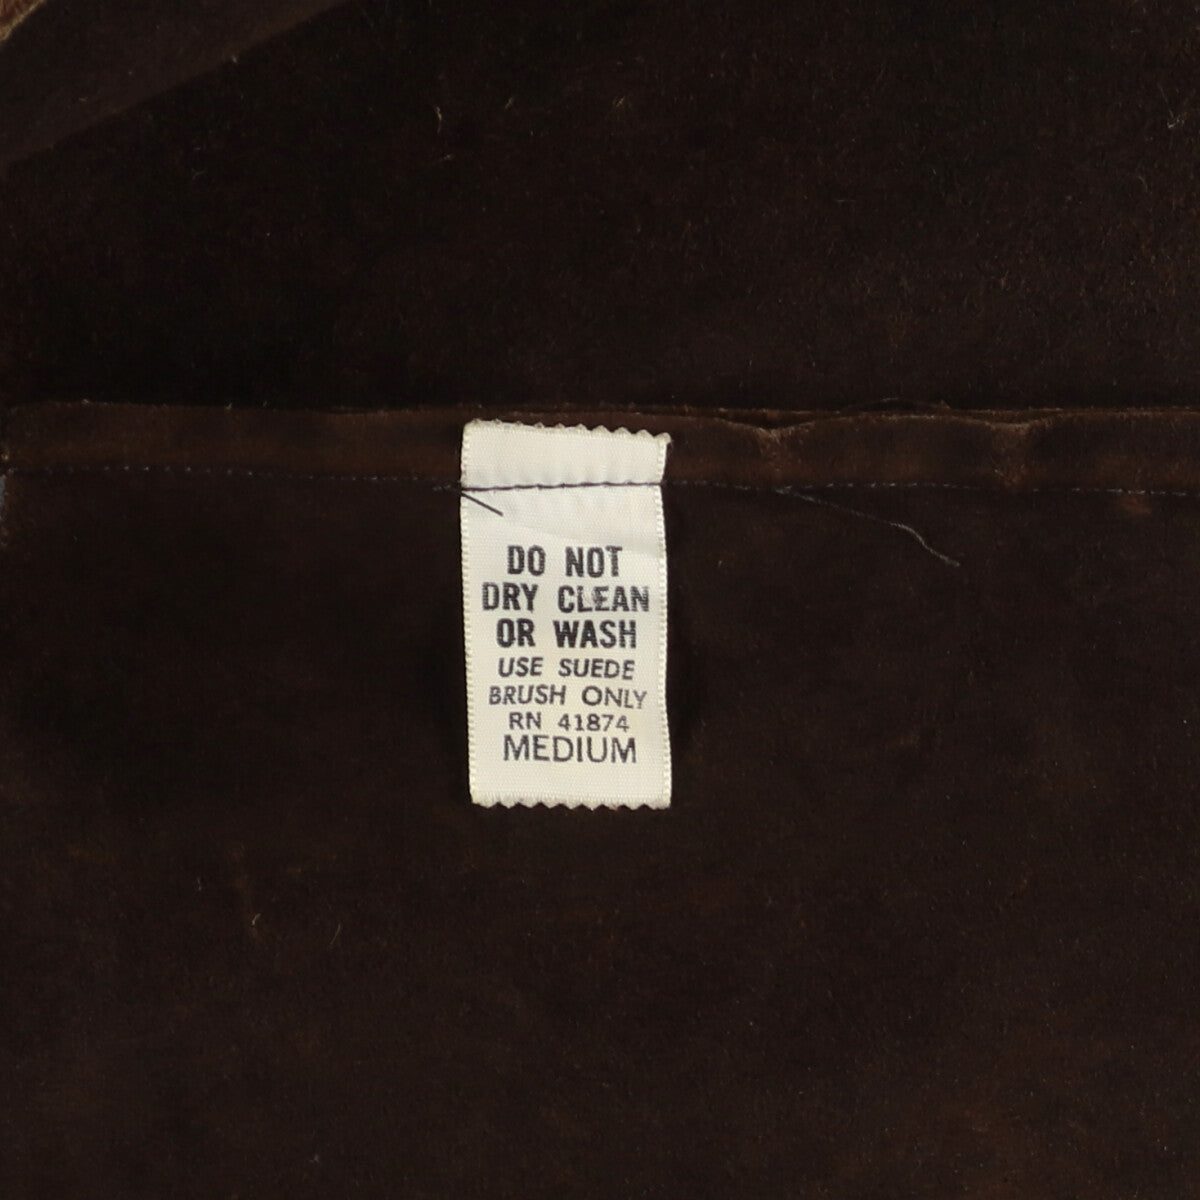 DO NOT
DRY CLEAN
OR WASH
USE SUEDE
BRUSH ONLY
RN 41874
MEDIUM